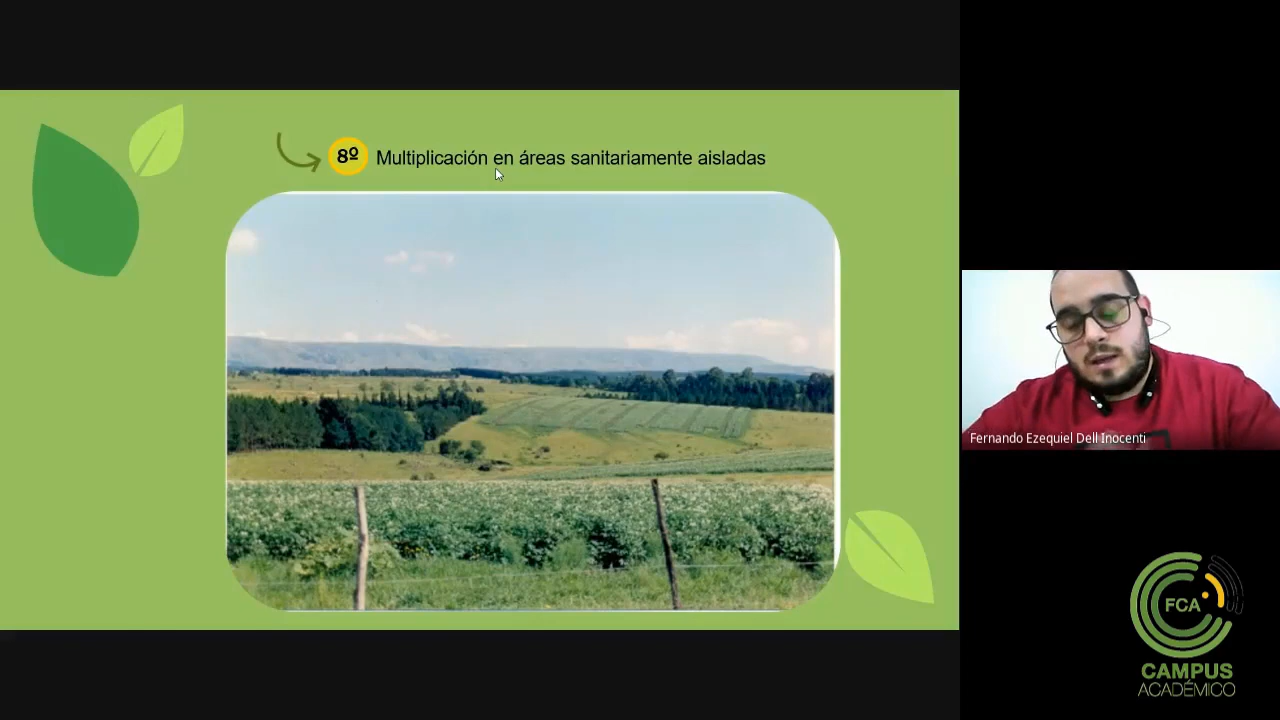 8º Multiplicación en áreas sanitariamente aisladas
Fernando Ezequiel Dell Inocenti
FCA
CAMPUS
ACADÉMICO